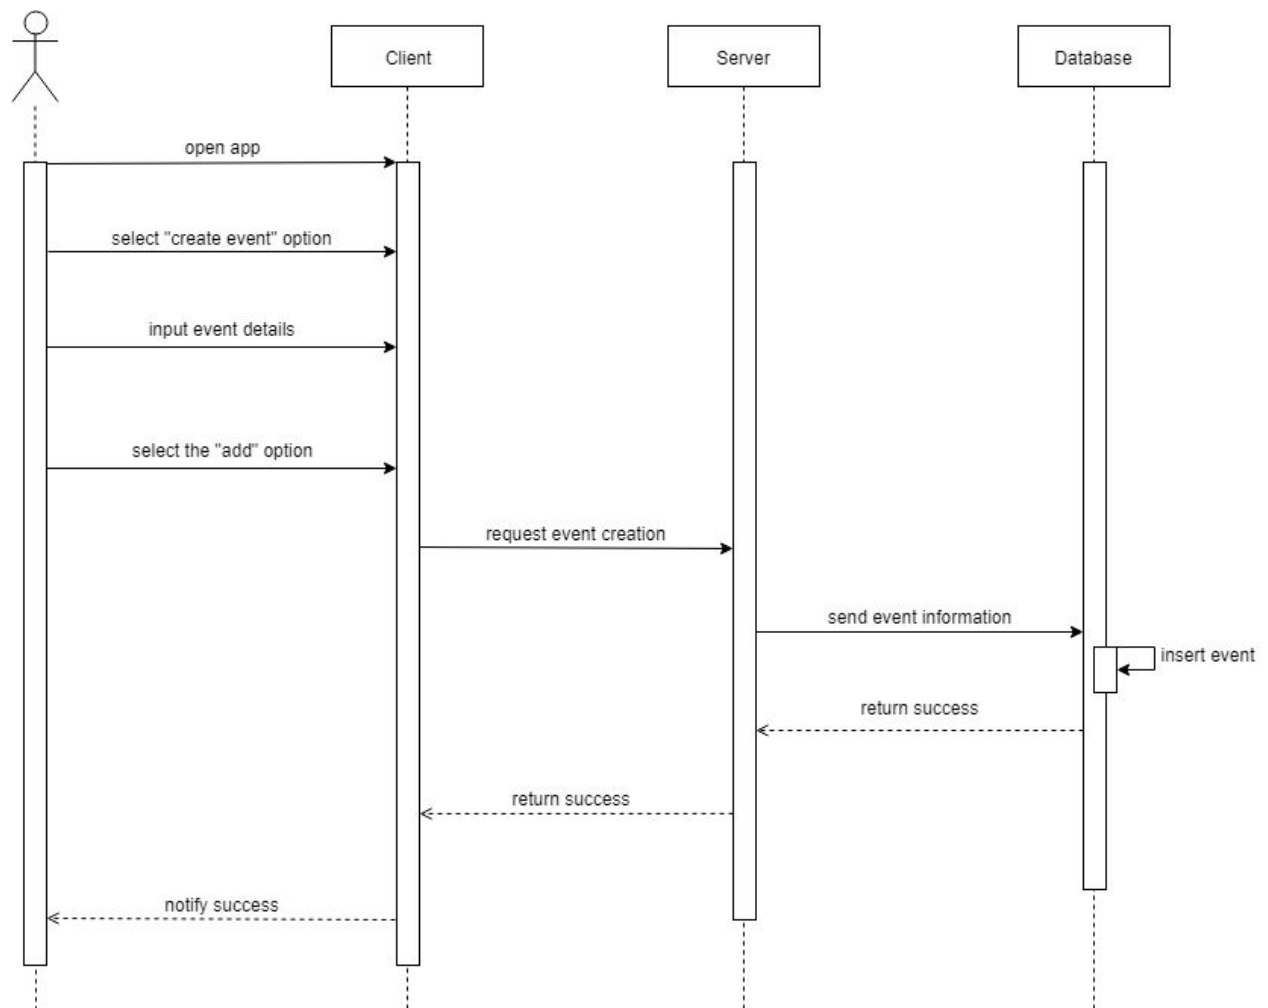 Client
Server
Database
open app
select "create event" option
input event details
select the "add" option
request event creation
send event information
insert event
return success
return success
notify success